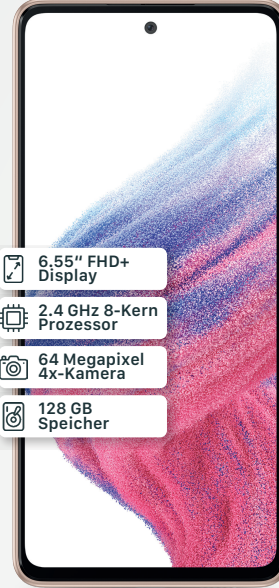 6.55“ FHD+
Display
2.4 GHz 8-Kern
Prozessor
64 Megapixel
4x-Kamera
128 GB
Speicher